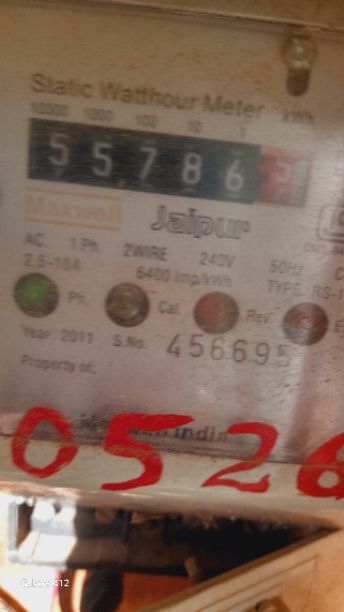 Static Watthour Meter kWh
10000 1000 100 10 1
5 5 7 8 6
Maxwell Jaipur
AC. 1 Ph. 2WIRE 240V 50Hz
2.5-10A 6400 Imp/kWh TYPE
Ph. Cal. Rev
Year 2011 S.No. 456695
Property of:
India
0526